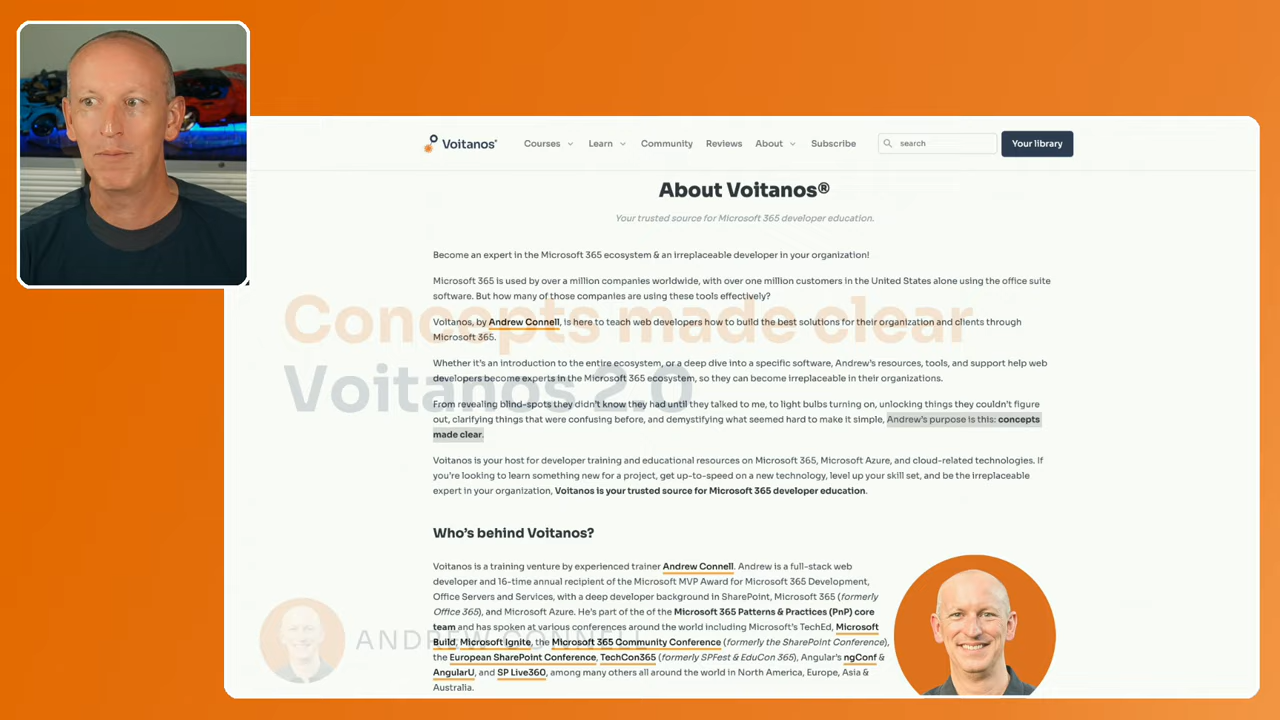 Voitanos®
Courses
Learn
Community
Reviews
About
Subscribe
search
Your library
About Voitanos®
Your trusted source for Microsoft 365 developer education.
Become an expert in the Microsoft 365 ecosystem & an irreplaceable developer in your organization!
Microsoft 365 is used by over a million companies worldwide, with over one million customers in the United States alone using the office suite
software. But how many of those companies are using these tools effectively?
Concepts made clear
Voitanos, by Andrew Connell, is here to teach web developers how to build the best solutions for their organization and clients through
Microsoft 365.
Whether it's an introduction to the entire ecosystem, or a deep dive into a specific software, Andrew's resources, tools, and support help web
developers become experts in the Microsoft 365 ecosystem, so they can become irreplaceable in their organizations.
Voitanos 2.0
From revealing blind-spots they didn't know they had until they talked to me, to light bulbs turning on, unlocking things they couldn't figure
out, clarifying things that were confusing before, and demystifying what seemed hard to make it simple, Andrew's purpose is this: concepts
made clear.
Voitanos is your host for developer training and educational resources on Microsoft 365, Microsoft Azure, and cloud-related technologies. If
you're looking to learn something new for a project, get up-to-speed on a new technology, level up your skill set, and be the irreplaceable
expert in your organization, Voitanos is your trusted source for Microsoft 365 developer education.
Who's behind Voitanos?
Voitanos is a training venture by experienced trainer Andrew Connell. Andrew is a full-stack web
developer and 16-time annual recipient of the Microsoft MVP Award for Microsoft 365 Development,
Office Servers and Services, with a deep developer background in SharePoint, Microsoft 365 (formerly
Office 365), and Microsoft Azure. He's part of the of the Microsoft 365 Patterns & Practices (PnP) core
team and has spoken at various conferences around the world including Microsoft's TechEd, Microsoft
Build, Microsoft Ignite, the Microsoft 365 Community Conference (formerly the SharePoint Conference),
ANDREW CONNELL
the European SharePoint Conference, TechCon365 (formerly SPFest & EduCon 365), Angular's ngConf &
AngularU, and SP Live360, among many others all around the world in North America, Europe, Asia &
Australia.